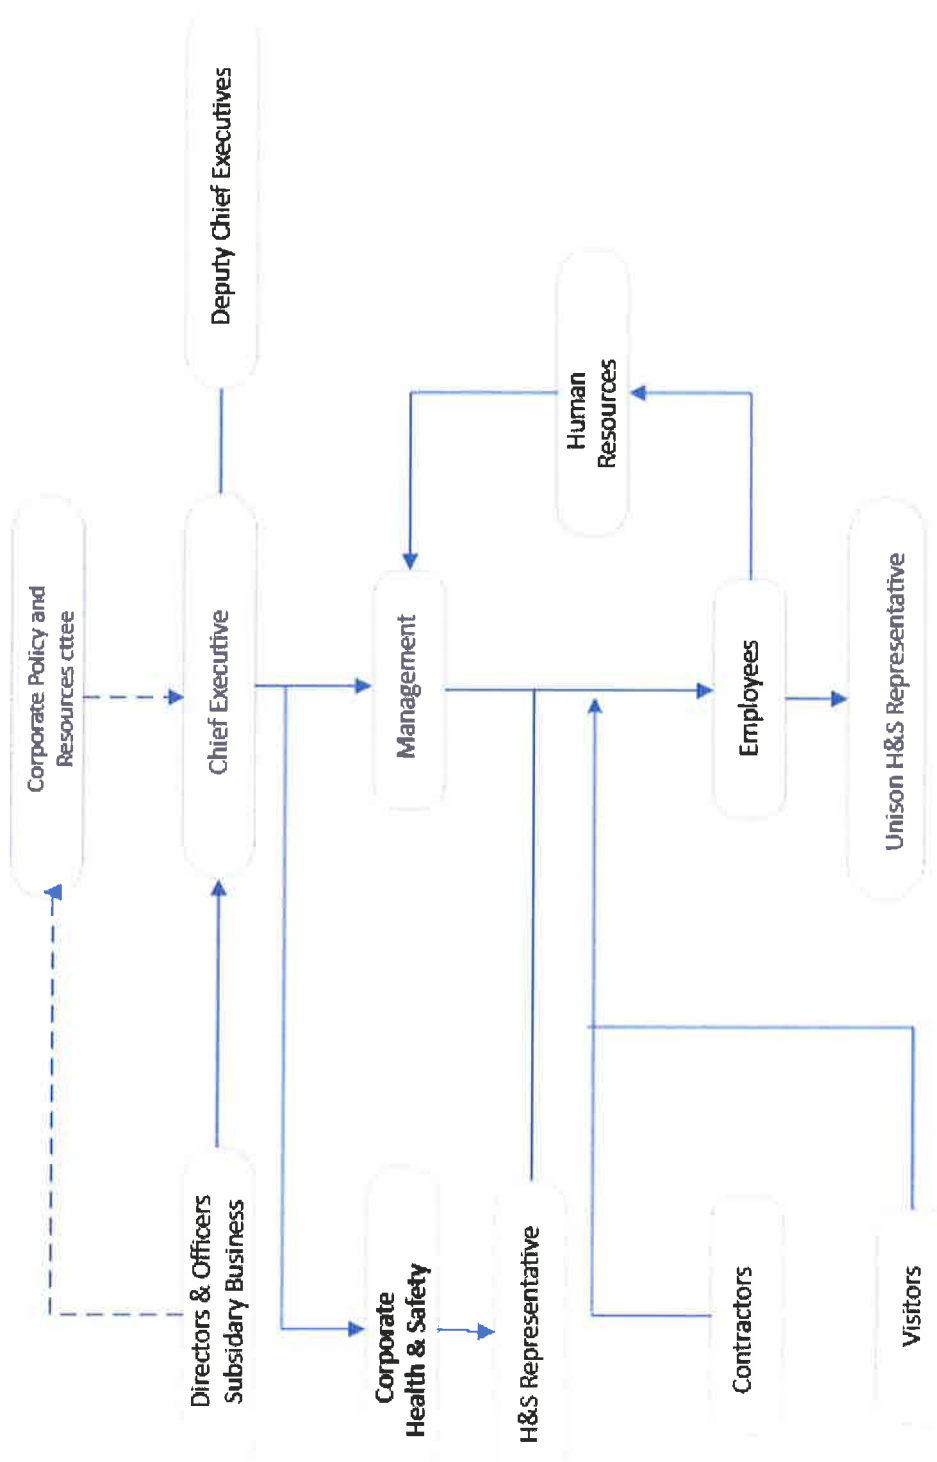 Corporate Policy and
Resources cttee
Directors & Officers
Subsidary Business
Chief Executive
Deputy Chief Executives
Corporate
Health & Safety
Management
H&S Representative
Human
Resources
Contractors
Employees
Visitors
Unison H&S Representative